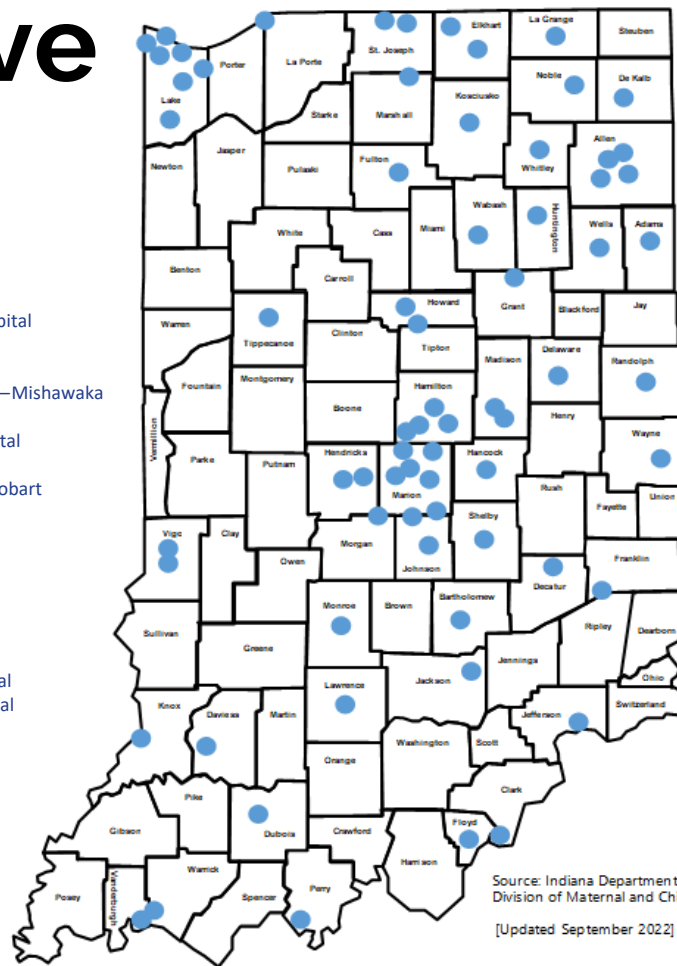 ve
pital
–Mishawaka
tal
obart
al
al
Elkhart
La Grange
Steuben
St. Joseph
La Porte
Porter
Noble
De Kalb
Lake
Kosciusko
Starke
Marshall
Allen
Jasper
Newton
Pulaski
Fulton
Whitley
Wabash
Huntington
Miami
Wells
Adams
White
Cass
Benton
Carroll
Howard
Grant
Blackford
Jay
Warren
Clinton
Tippecanoe
Tipton
Madison
Delaware
Randolph
Montgomery
Hamilton
Fountain
Boone
Henry
Vermillion
Wayne
Parke
Putnam
Hendricks
Hancock
Marion
Rush
Union
Fayette
Vigo
Clay
Morgan
Shelby
Owen
Johnson
Franklin
Decatur
Monroe
Brown
Bartholomew
Ripley
Sullivan
Dearborn
Greene
Jennings
Jackson
Ohio
Lawrence
Knox
Daviess
Martin
Jefferson
Switzerland
Washington
Scott
Orange
Clark
Pike
Floyd
Gibson
Dubois
Crawford
Harrison
Warrick
Vanderburgh
Perry
Posey
Spencer
Source: Indiana Department
Division of Maternal and Chi
[Updated September 2022]